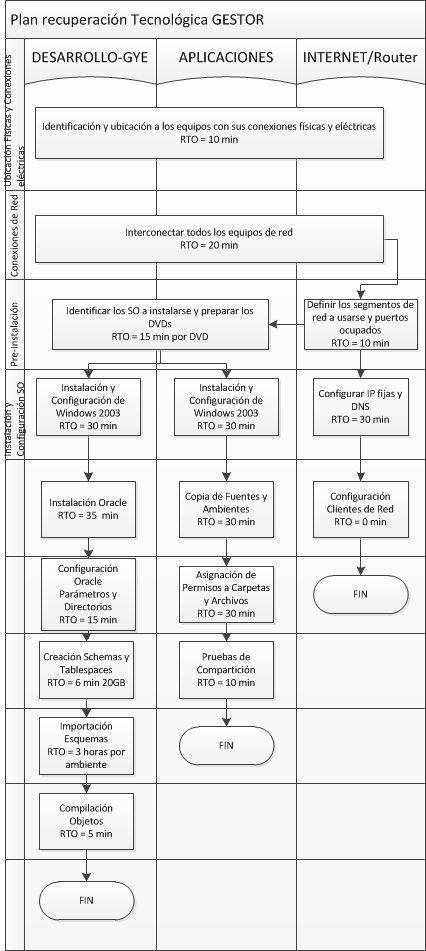 Plan recuperación Tecnológica GESTOR
DESARROLLO-GYE
APLICACIONES
INTERNET/Router
Ubicación Físicas y Conexiones
eléctricas
Identificación y ubicación a los equipos con sus conexiones físicas y eléctricas
RTO = 10 min
Conexiones de Red
Interconectar todos los equipos de red
RTO = 20 min
Pre-Instalación
Identificar los SO a instalarse y preparar los
DVDs
RTO = 15 min por DVD
Definir los segmentos de
red a usarse y puertos
ocupados
RTO = 10 min
Instalación y
Configuración SO
Instalación y
Configuración de
Windows 2003
RTO = 30 min
Instalación y
Configuración de
Windows 2003
RTO = 30 min
Configurar IP fijas y
DNS
RTO = 30 min
Instalación Oracle
RTO = 35 min
Copia de Fuentes y
Ambientes
RTO = 30 min
Configuración
Clientes de Red
RTO = 0 min
Configuración
Oracle
Parámetros y
Directorios
RTO = 15 min
Asignación de
Permisos a Carpetas
y Archivos
RTO = 30 min
FIN
Creación Schemas y
Tablespaces
RTO = 6 min 20GB
Pruebas de
Compartición
RTO = 10 min
Importación
Esquemas
RTO = 3 horas por
ambiente
FIN
Compilación
Objetos
RTO = 5 min
FIN